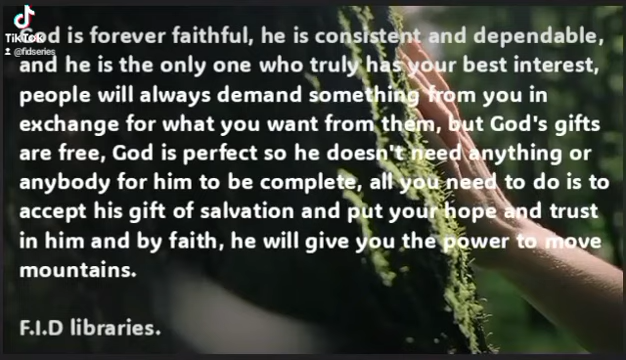 God is forever faithful, he is consistent and dependable,
TikTok
and he is the only one who truly has your best interest,
@fidseries
people will always demand something from you in
exchange for what you want from them, but God's gifts
are free, God is perfect so he doesn't need anything or
anybody for him to be complete, all you need to do is to
accept his gift of salvation and put your hope and trust
in him and by faith, he will give you the power to move
mountains.
F.I.D libraries.